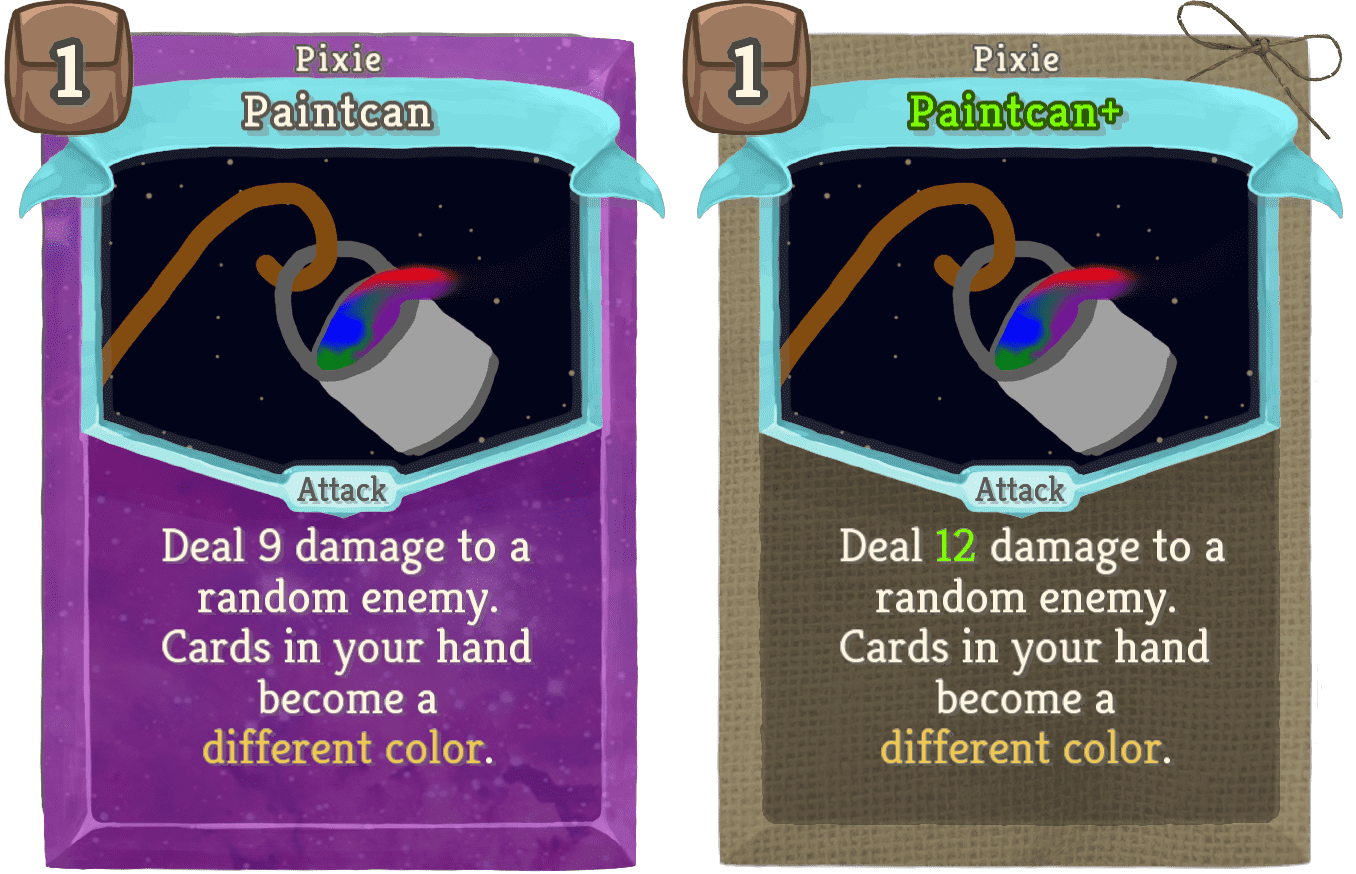 1
Pixie
Paintcan
Attack
Deal 9 damage to a
random enemy.
Cards in your hand
become a
different color.
1
Pixie
Paintcan+
Attack
Deal 12 damage to a
random enemy.
Cards in your hand
become a
different color.